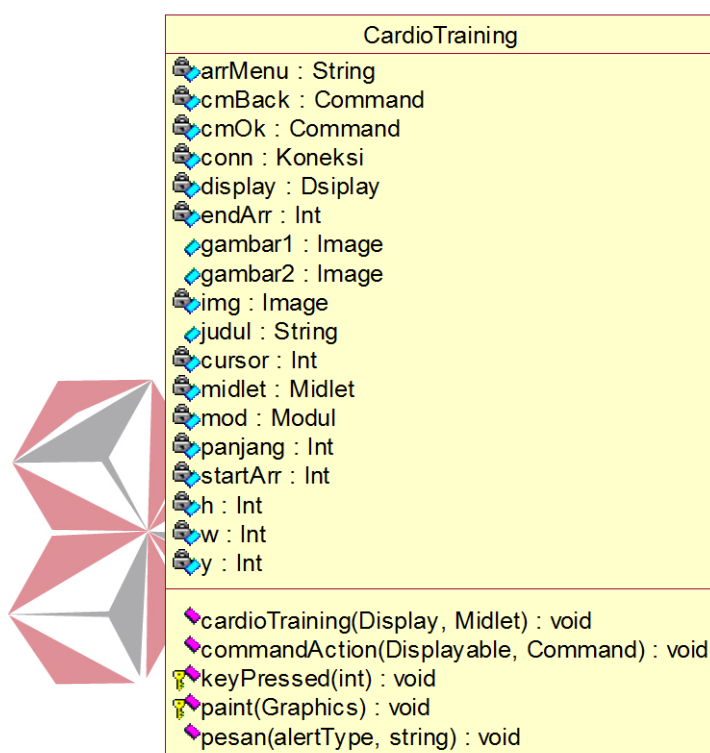 CardioTraining
arrMenu : String
cmBack : Command
cmOk : Command
conn : Koneksi
display : Dsiplay
endArr : Int
gambar1 : Image
gambar2 : Image
img : Image
judul : String
cursor : Int
midlet : Midlet
mod : Modul
panjang : Int
startArr : Int
h : Int
w : Int
y : Int
cardioTraining(Display, Midlet) : void
commandAction(Displayable, Command) : void
keyPressed(int) : void
paint(Graphics) : void
pesan(alertType, string) : void